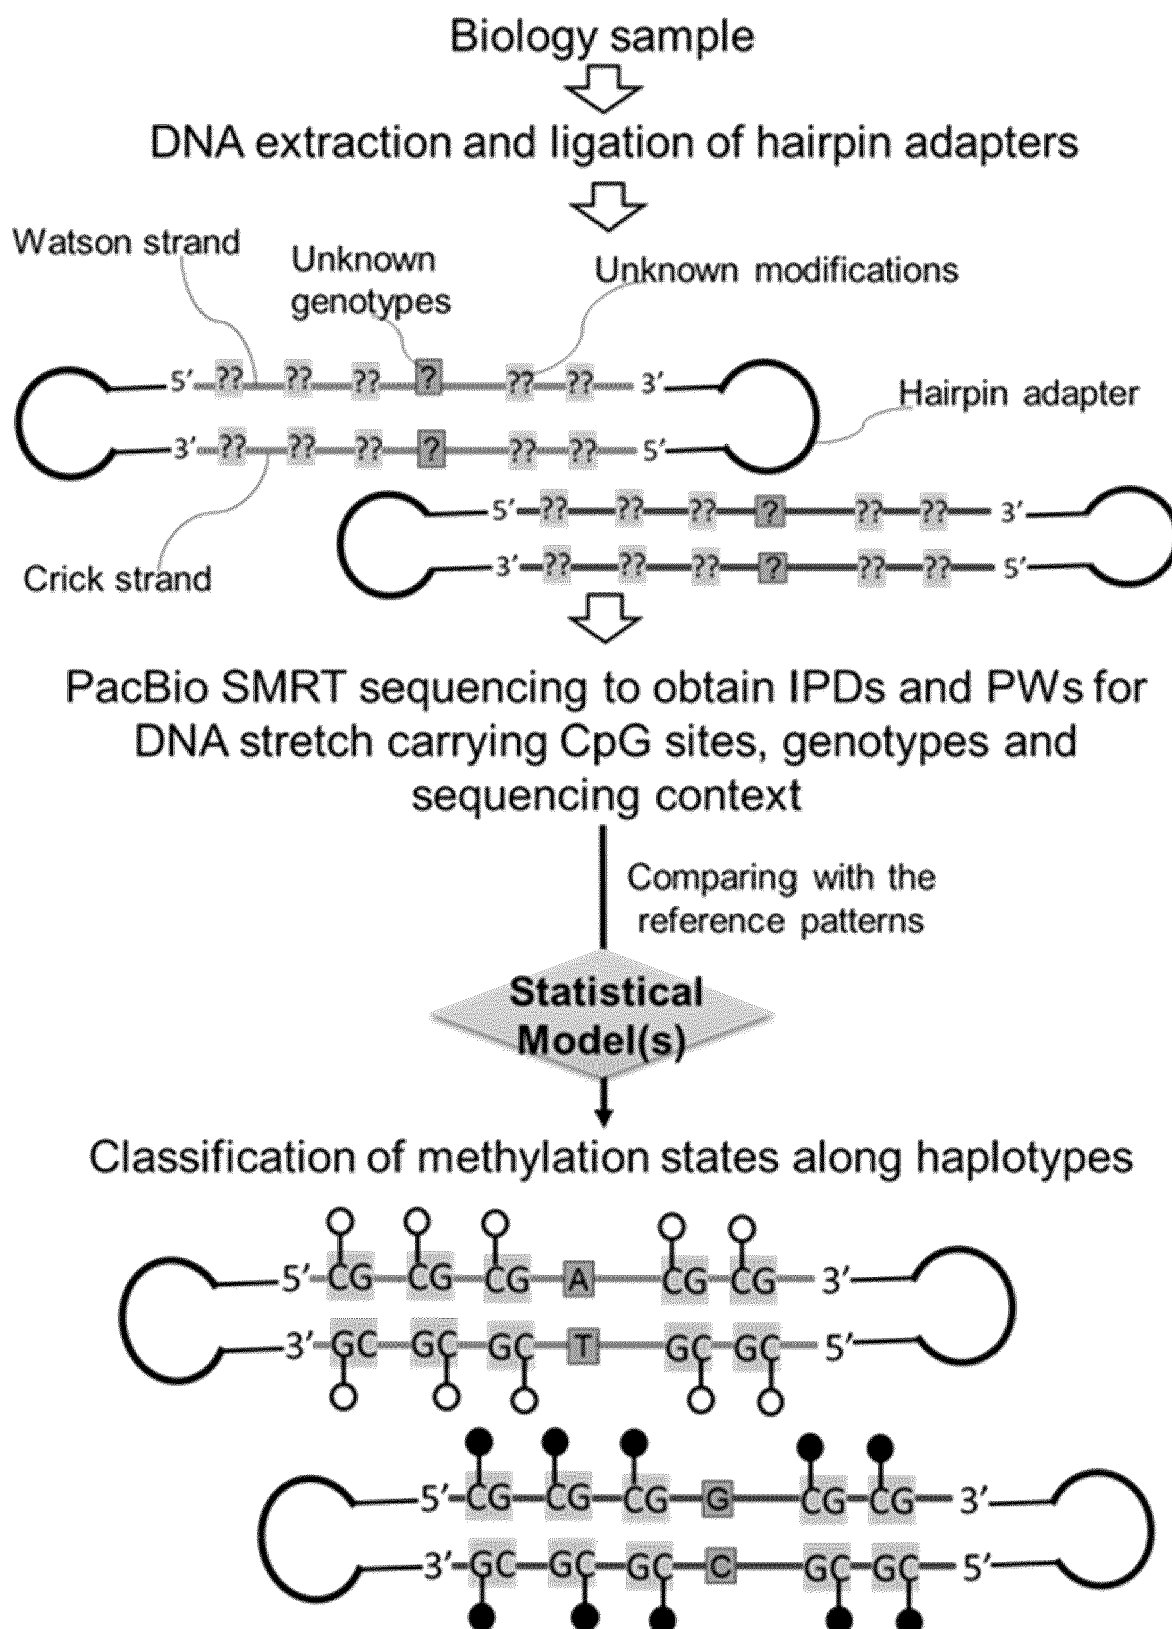 Biology sample
DNA extraction and ligation of hairpin adapters
Watson strand
Unknown
genotypes
Unknown modifications
5′ ?? ?? ?? ? ?? ?? 3′
Hairpin adapter
3′ ?? ?? ?? ? ?? ?? 5′
5′ ?? ?? ?? ? ?? ?? 3′
3′ ?? ?? ?? ? ?? ?? 5′
Crick strand
PacBio SMRT sequencing to obtain IPDs and PWs for
DNA stretch carrying CpG sites, genotypes and
sequencing context
Comparing with the
reference patterns
Statistical
Model(s)
Classification of methylation states along haplotypes
5′ CG CG CG A CG CG 3′
3′ GC GC GC T GC GC 5′
5′ CG CG CG G CG CG 3′
3′ GC GC GC C GC GC 5′